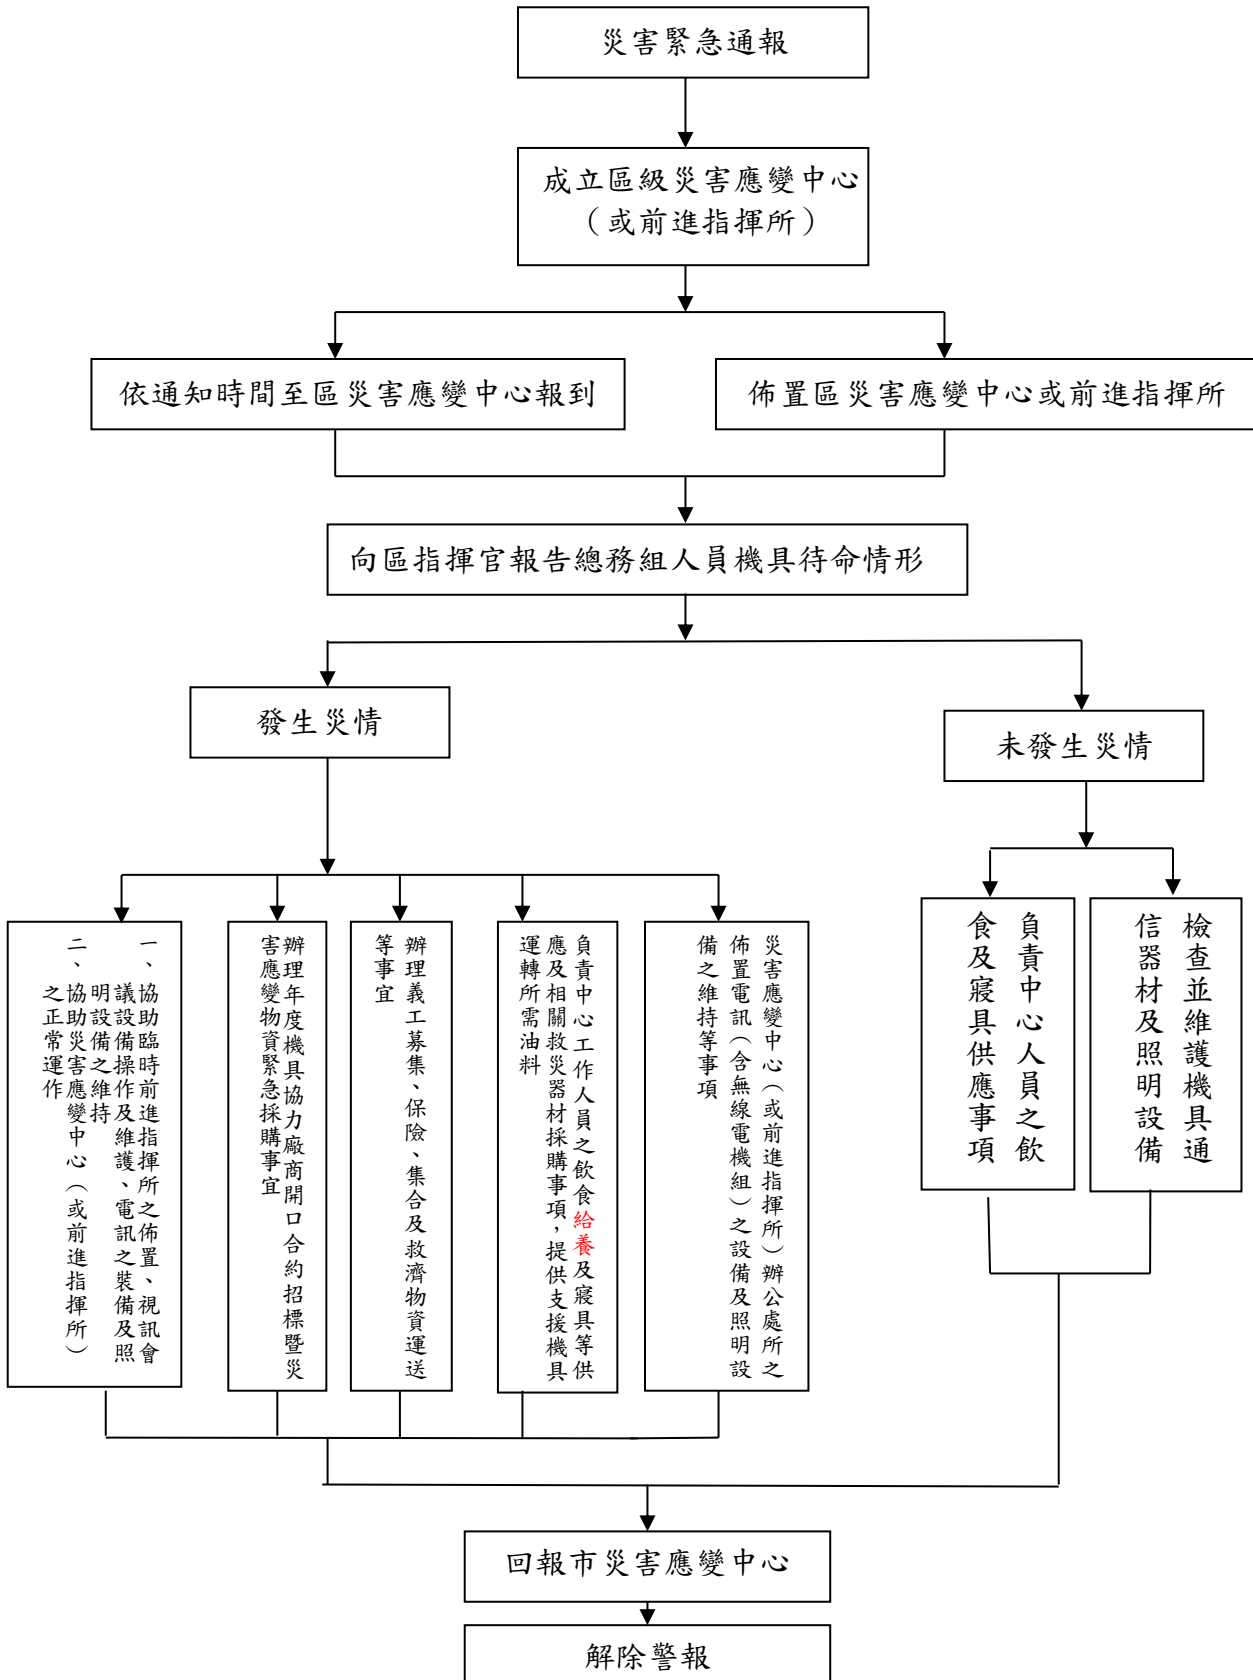 災害緊急通報
成立區級災害應變中心
（或前進指揮所）
依通知時間至區災害應變中心報到
佈置區災害應變中心或前進指揮所
向區指揮官報告總務組人員機具待命情形
發生災情
未發生災情
一、協助臨時前進指揮所之佈置、視訊會
議設備操作及維護、電訊之裝備及照
明設備之維持
二、協助災害應變中心（或前進指揮所）
之正常運作
辦理年度機具協力廠商開口合約招標暨災
害應變物資緊急採購事宜
辦理義工募集、保險、集合及救濟物資運送
等事宜
負責中心工作人員之飲食給養及寢具等供
應及相關救災器材採購事項，提供支援機具
運轉所需油料
災害應變中心（或前進指揮所）辦公處所之
佈置電訊（含無線電機組）之設備及照明設
備之維持等事項
負責中心人員之飲
食及寢具供應事項
檢查並維護機具通
信器材及照明設備
回報市災害應變中心
解除警報